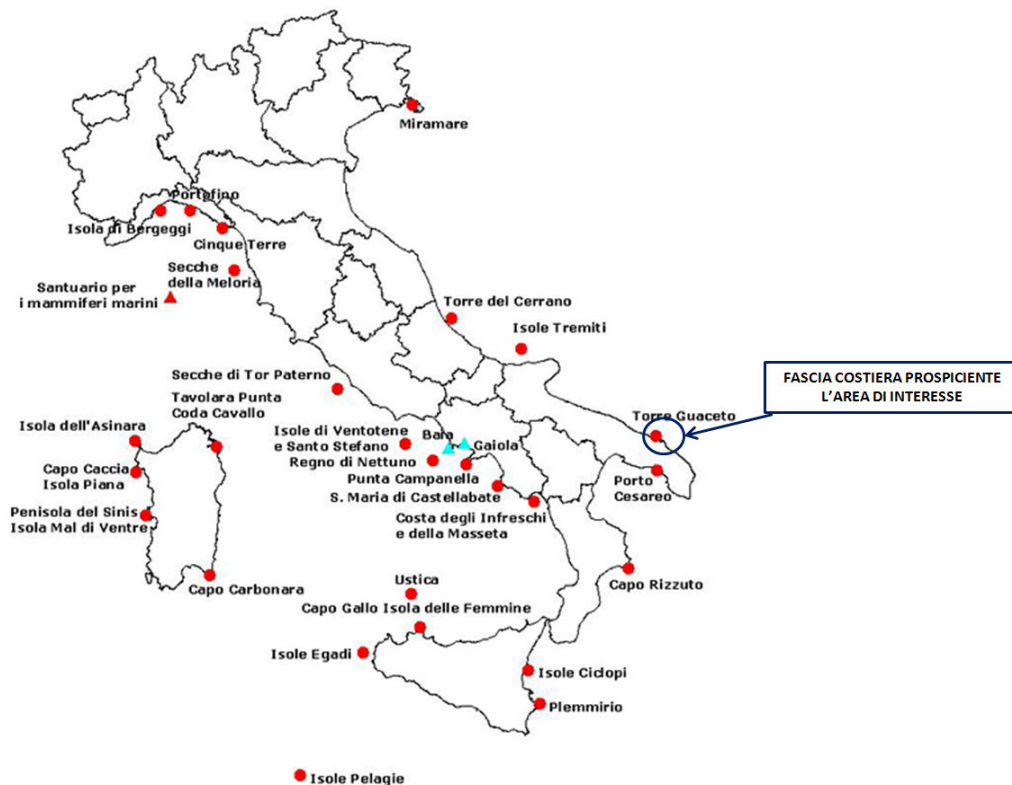 Miramare
Portofino
Isola di Bergeggi
Cinque Terre
Secche
della Meloria
Santuario per
i mammiferi marini
Torre del Cerrano
Isole Tremiti
FASCIA COSTIERA PROSPICIENTE
L'AREA DI INTERESSE
Secche di Tor Paterno
Tavolara Punta
Coda Cavallo
Torre Guaceto
Isola dell'Asinara
Isole di Ventotene
e Santo Stefano
Baia
Gaiola
Regno di Nettuno
Capo Caccia
Isola Piana
Punta Campanella
Porto
Cesareo
S. Maria di Castellabate
Penisola del Sinis
Isola Mal di Ventre
Costa degli Infreschi
e della Masseta
Capo Rizzuto
Capo Carbonara
Ustica
Capo Gallo Isola delle Femmine
Isole Egadi
Isole Ciclopi
Plemmirio
Isole Pelagie